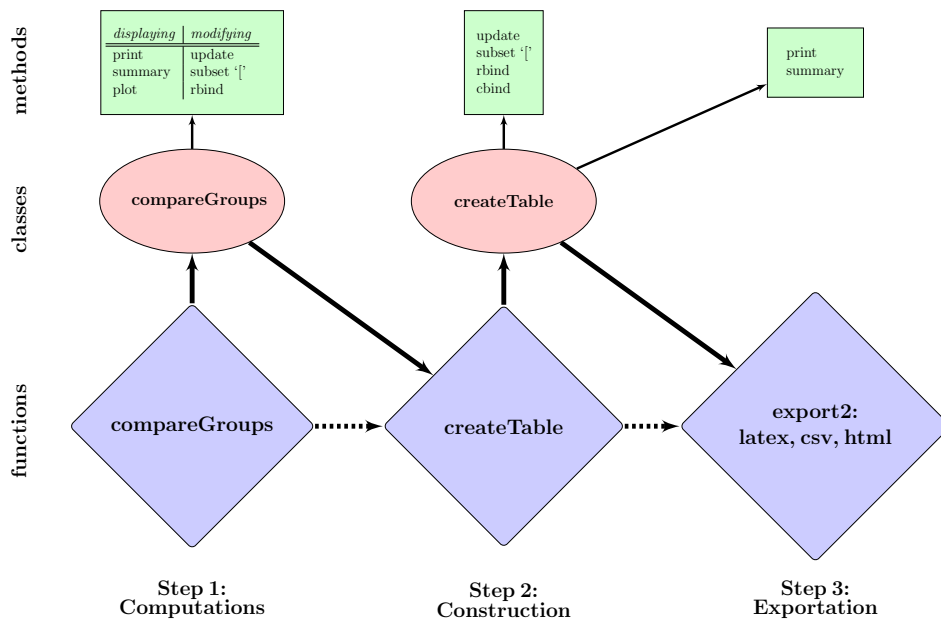 methods
displaying modifying
print update
summary subset ‘[’
plot rbind
update
subset ‘[’
rbind
cbind
print
summary
classes
compareGroups
createTable
functions
compareGroups
createTable
export2:
latex, csv, html
Step 1:
Computations
Step 2:
Construction
Step 3:
Exportation